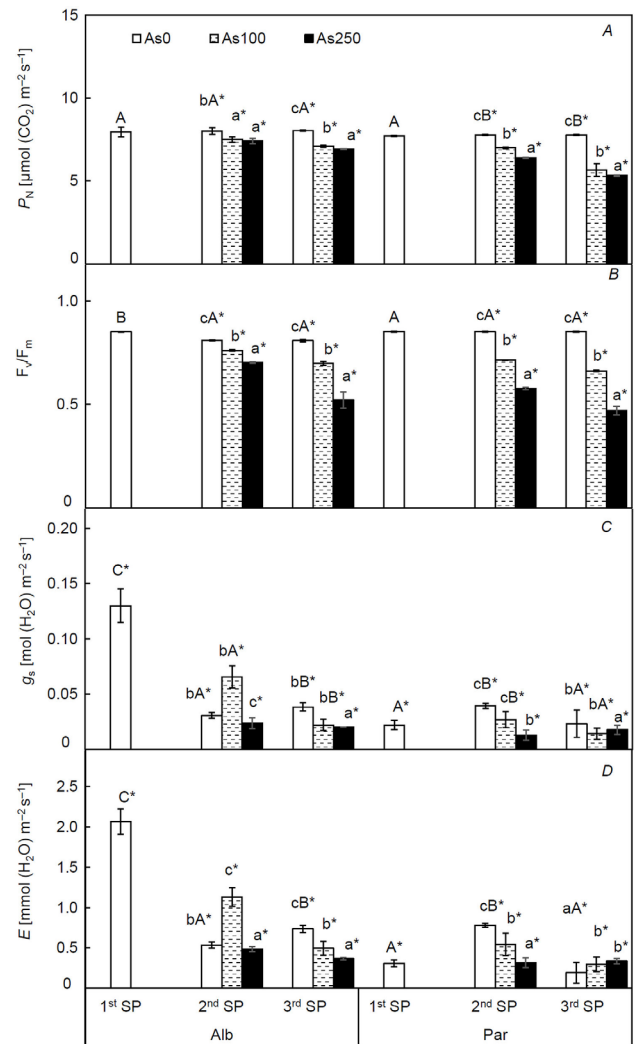 15
As0 As100 As250 A
bA* cA* cB* cB*
A a* a* b* a* A b* a* b* a*
10
5
0
P_N [µmol (CO₂) m⁻² s⁻¹]
B
B cA* b* a* cA* b* a* A cA* b* a* cA* b* a*
1.0
0.5
0
F_v/F_m
0.20
C
C* bA* bA* c* bB* bB* a* A* cB* cB* b* bA* bA* a*
0.15
0.10
0.05
0
g_s [mol (H₂O) m⁻² s⁻¹]
D
C* bA* c* a* cB* b* a* A* cB* b* a* aA* b* b*
2.5
2.0
1.5
1.0
0.5
0
E [mmol (H₂O) m⁻² s⁻¹]
1ˢᵗ SP 2ⁿᵈ SP 3ʳᵈ SP 1ˢᵗ SP 2ⁿᵈ SP 3ʳᵈ SP
Alb Par